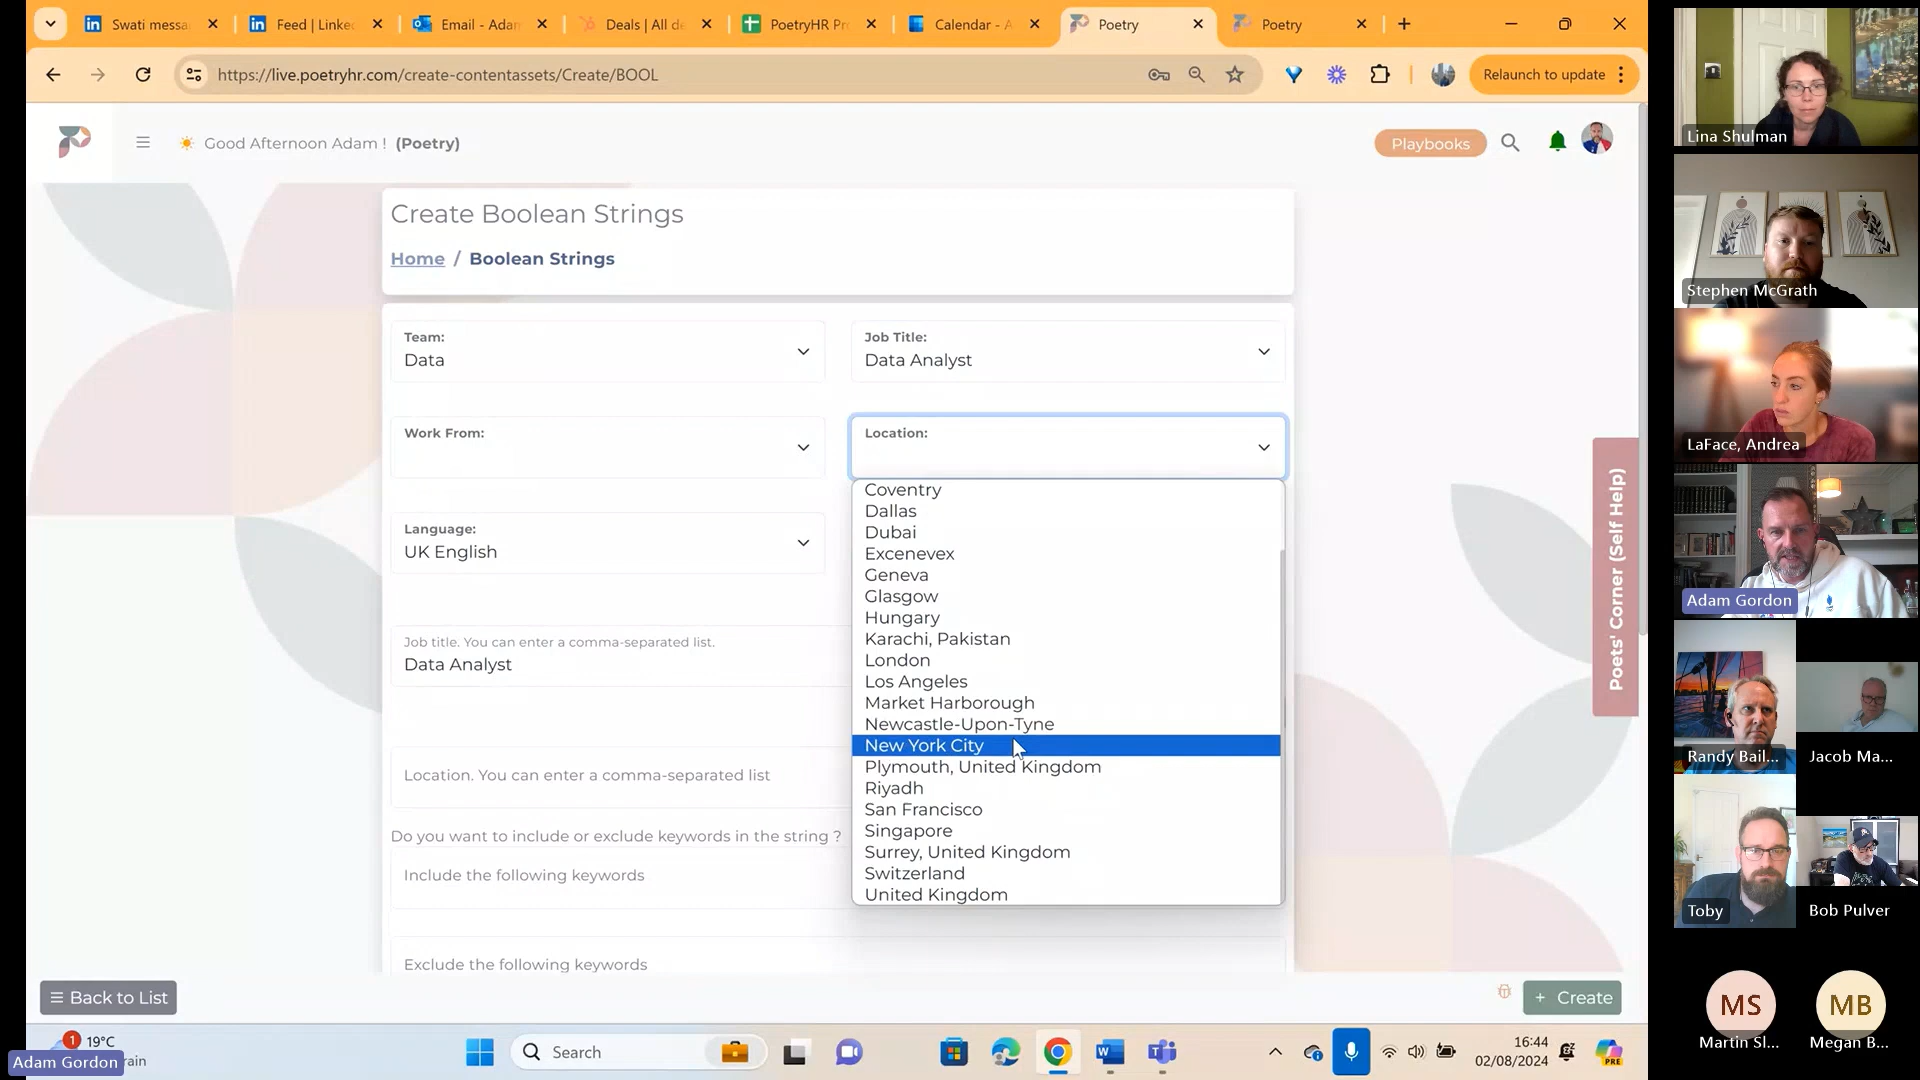 Swati messa
Feed | Linke
Email - Adam
Deals | All de
PoetryHR Pr
Calendar - A
Poetry
Poetry
https://live.poetryhr.com/create-contentassets/Create/BOOL
Relaunch to update
Good Afternoon Adam ! (Poetry)
Playbooks
Create Boolean Strings
Home / Boolean Strings
Team:
Data
Job Title:
Data Analyst
Work From:
Location:
Coventry
Dallas
Dubai
Excenevex
Geneva
Glasgow
Hungary
Karachi, Pakistan
London
Los Angeles
Market Harborough
Newcastle-Upon-Tyne
New York City
Plymouth, United Kingdom
Riyadh
San Francisco
Singapore
Surrey, United Kingdom
Switzerland
United Kingdom
Language:
UK English
Job title. You can enter a comma-separated list.
Data Analyst
Location. You can enter a comma-separated list
Do you want to include or exclude keywords in the string ?
Include the following keywords
Exclude the following keywords
Poets' Corner (Self Help)
Back to List
+ Create
1
19°C
rain
Adam Gordon
Search
16:44
02/08/2024
PRE
Lina Shulman
Stephen McGrath
LaFace, Andrea
Adam Gordon
Randy Bail...
Jacob Ma...
Toby
Bob Pulver
MS
Martin Sl...
MB
Megan B...